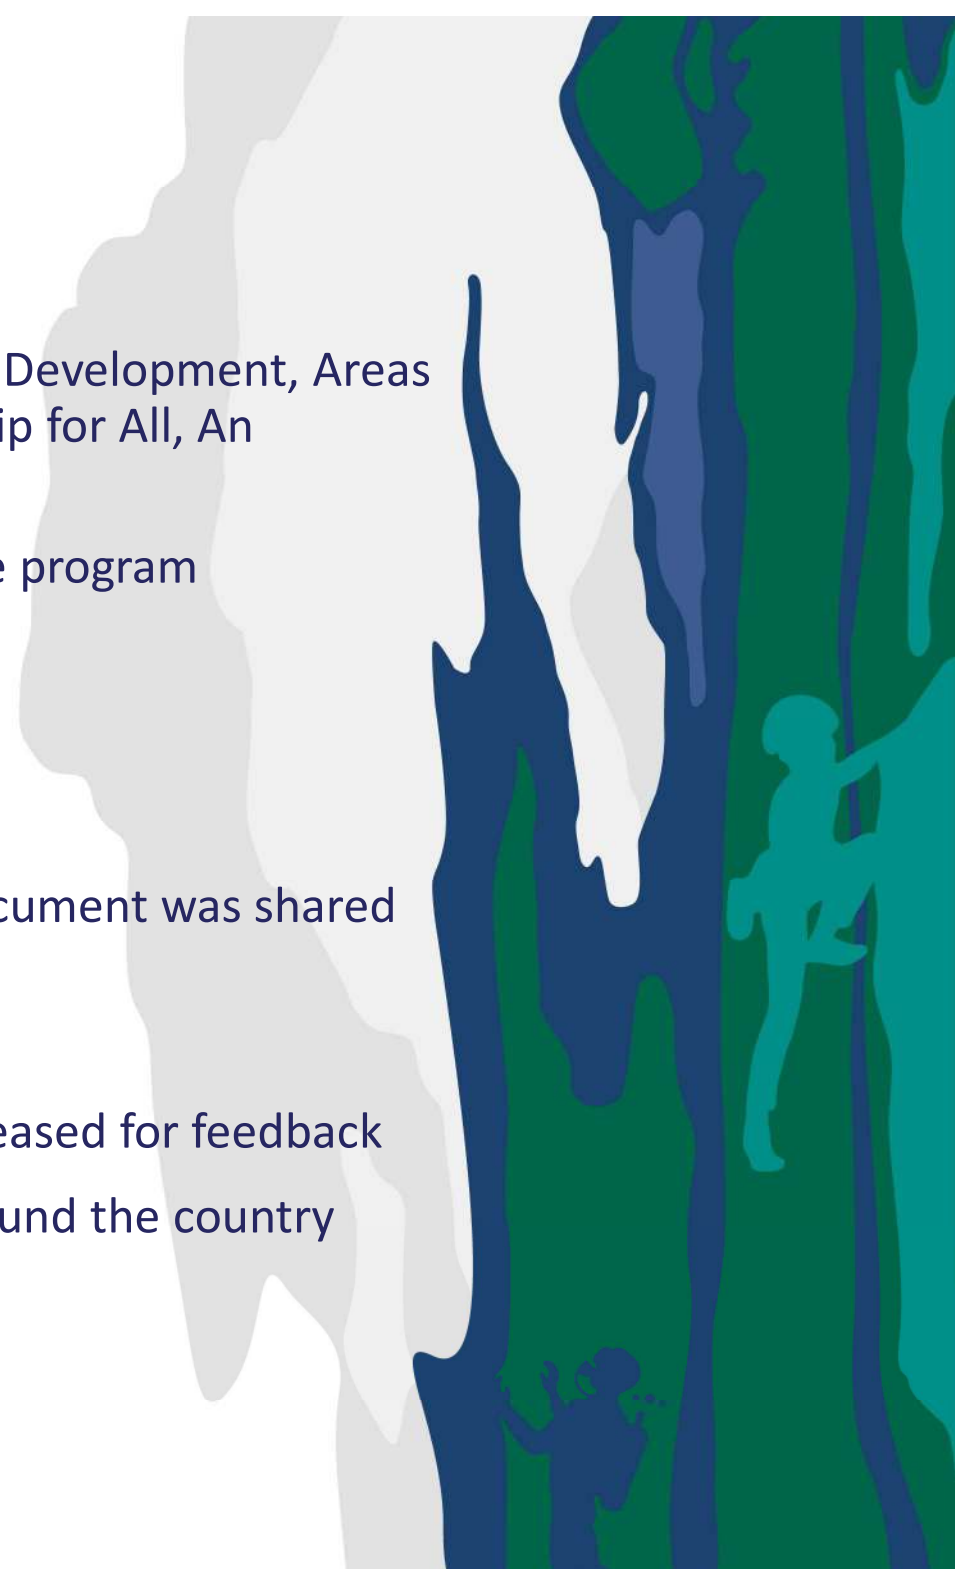 Development, Areas
ip for All, An
e program
cument was shared
eased for feedback
und the country